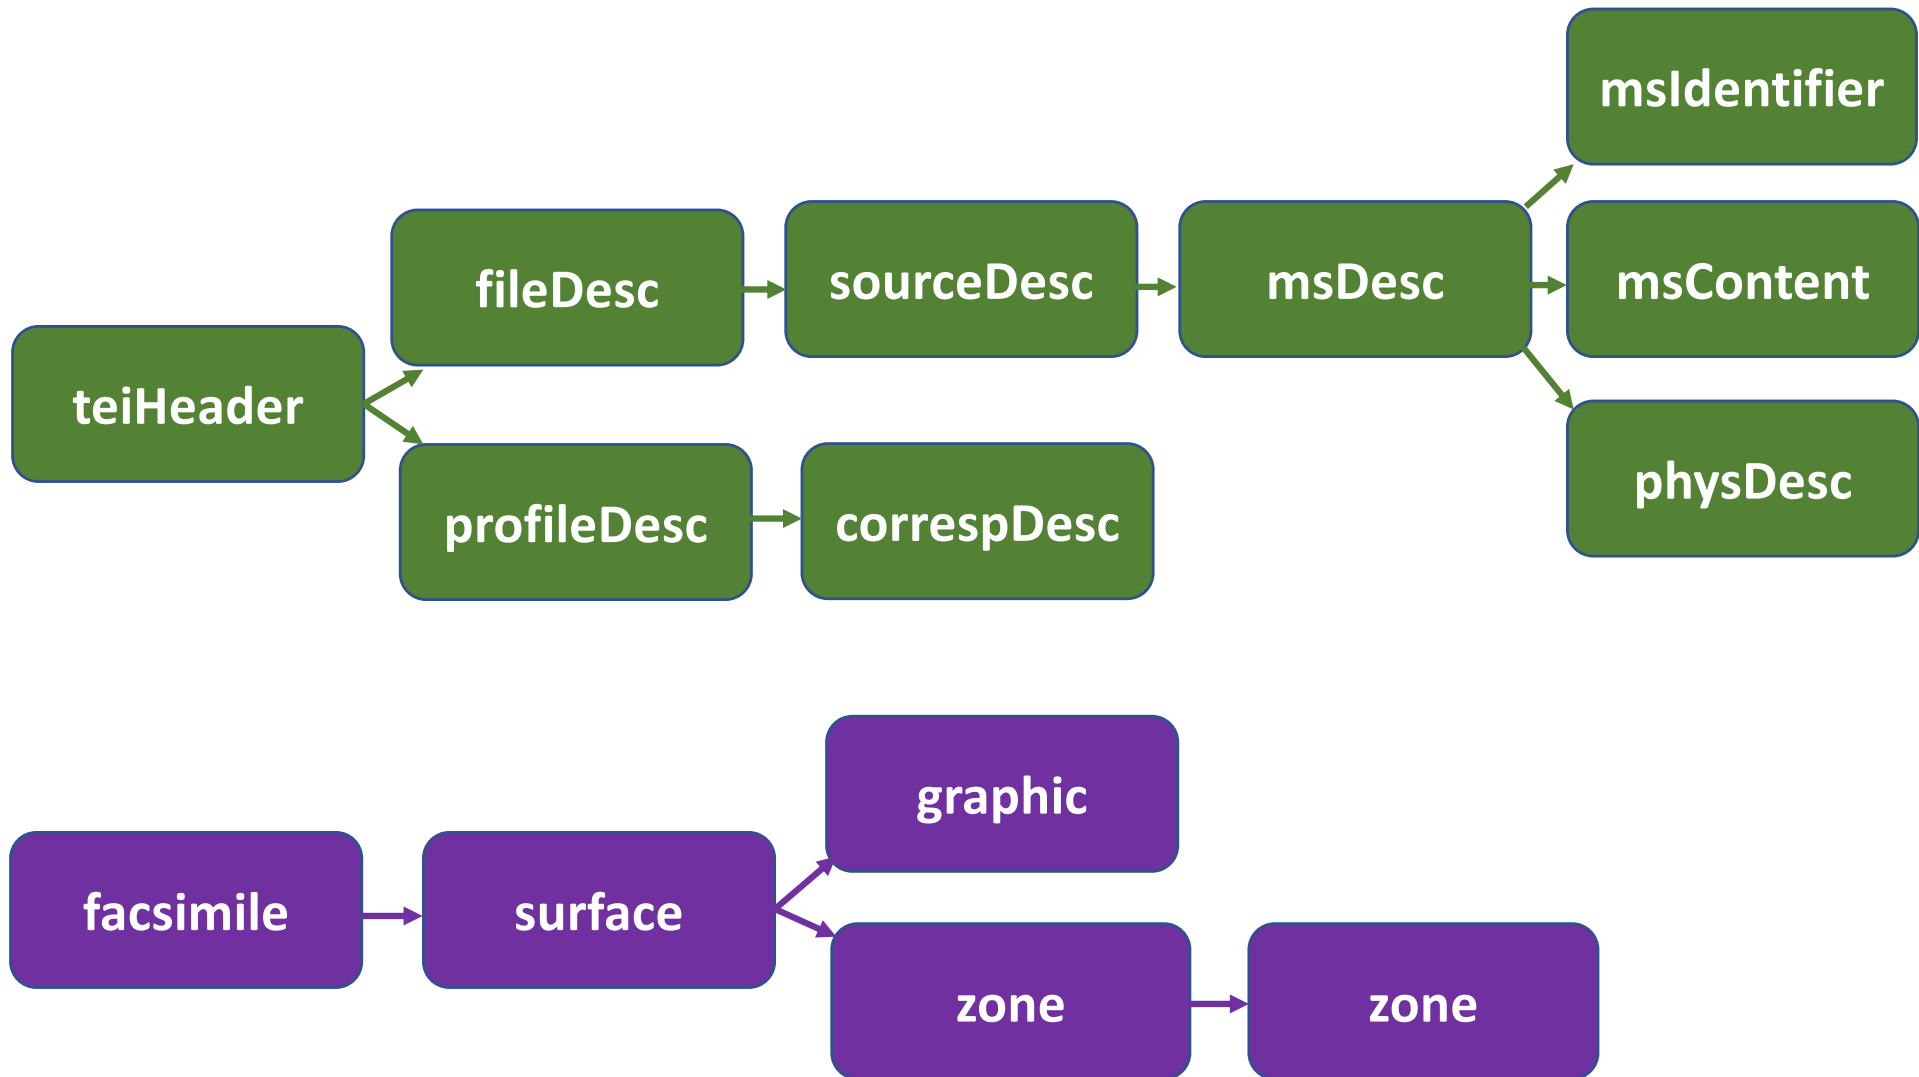 msIdentifier
fileDesc
sourceDesc
msDesc
msContent
teiHeader
profileDesc
correspDesc
physDesc
graphic
facsimile
surface
zone
zone